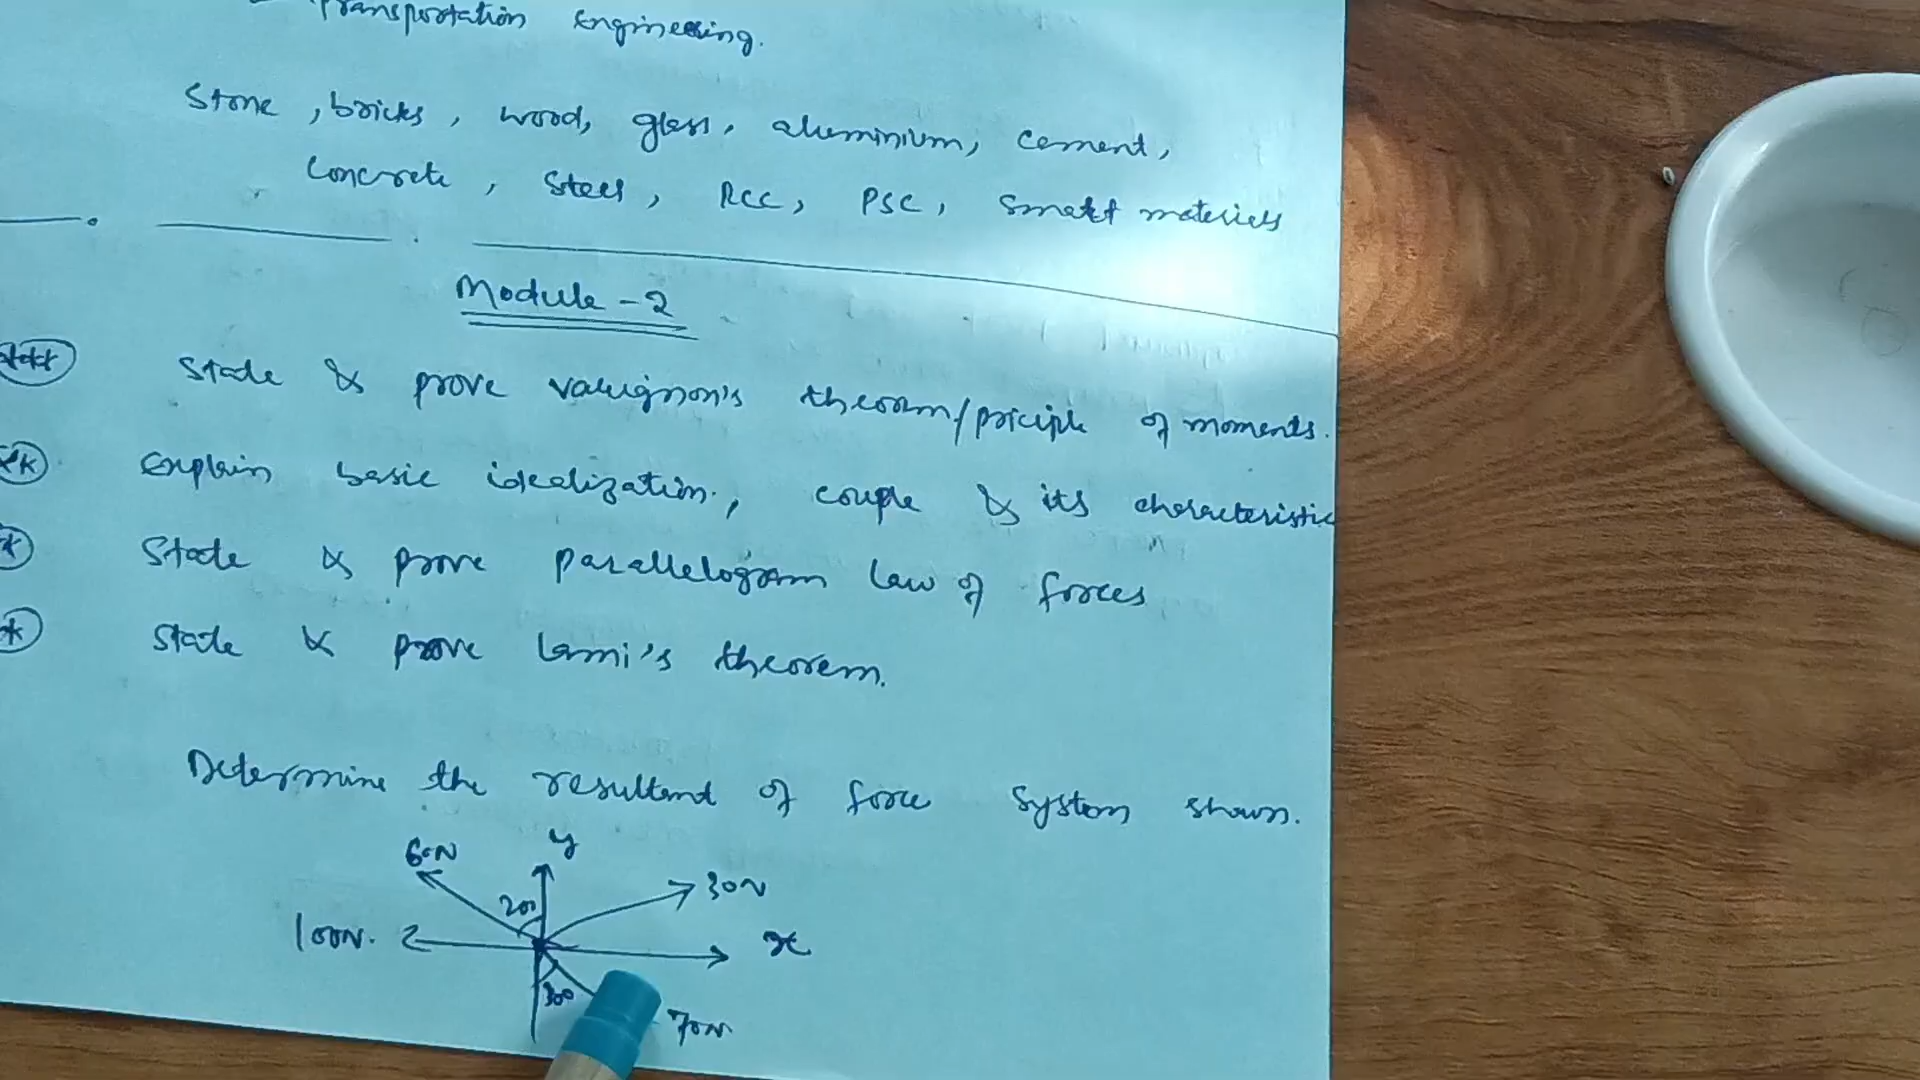 Transportation Engineering.
Stone, bricks, wood, glass, aluminium, cement,
Concrete, Steel, RCC, PSC, Smart materials
Module-2
State & prove Varignon's theorem/priciple of moments.
Explain basic idealization, couple & its characteristic
State & prove parallelogram law of forces
State & prove Lami's theorem.
Determine the resultant of force system shown.
60N y
20° 30N
100N. x
30°
70N